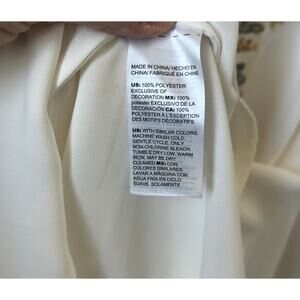 MADE IN CHINA/ HECHO EN
CHINA/ FABRIQUÉ EN CHINE
US: 100% POLYESTER
EXCLUSIVE OF
DECORATION MX: 100%
poliéster EXCLUSIVO DE LA
DECORACIÓN CA: 100%
POLYESTER À L'EXCEPTION
DES MOTIFS DÉCORATIFS
US: WITH SIMILAR COLORS.
MACHINE WASH COLD.
GENTLE CYCLE. ONLY
NON-CHLORINE BLEACH.
TUMBLE DRY LOW. WARM
IRON. MAY BE DRY
CLEANED MX: CON
COLORES SIMILARES.
LAVAR A MÁQUINA CON
AGUA FRÍA EN CICLO
SUAVE. SOLAMENTE